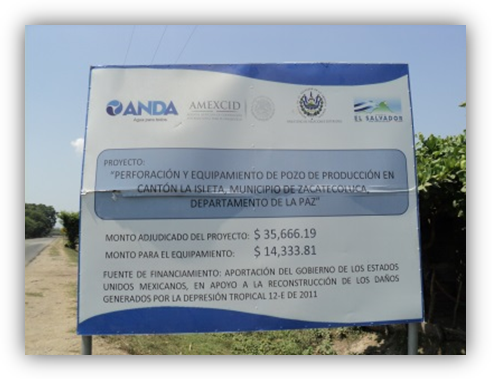 ANDA
Agua para todos
AMEXCID
EL SALVADOR
PROYECTO:
"PERFORACIÓN Y EQUIPAMIENTO DE POZO DE PRODUCCIÓN EN
CANTÓN LA ISLETA, MUNICIPIO DE ZACATECOLUCA,
DEPARTAMENTO DE LA PAZ"
MONTO ADJUDICADO DEL PROYECTO: $ 35,666.19
MONTO PARA EL EQUIPAMIENTO: $ 14,333.81
FUENTE DE FINANCIAMIENTO: APORTACIÓN DEL GOBIERNO DE LOS ESTADOS
UNIDOS MEXICANOS, EN APOYO A LA RECONSTRUCCIÓN DE LOS DAÑOS
GENERADOS POR LA DEPRESIÓN TROPICAL 12-E DE 2011